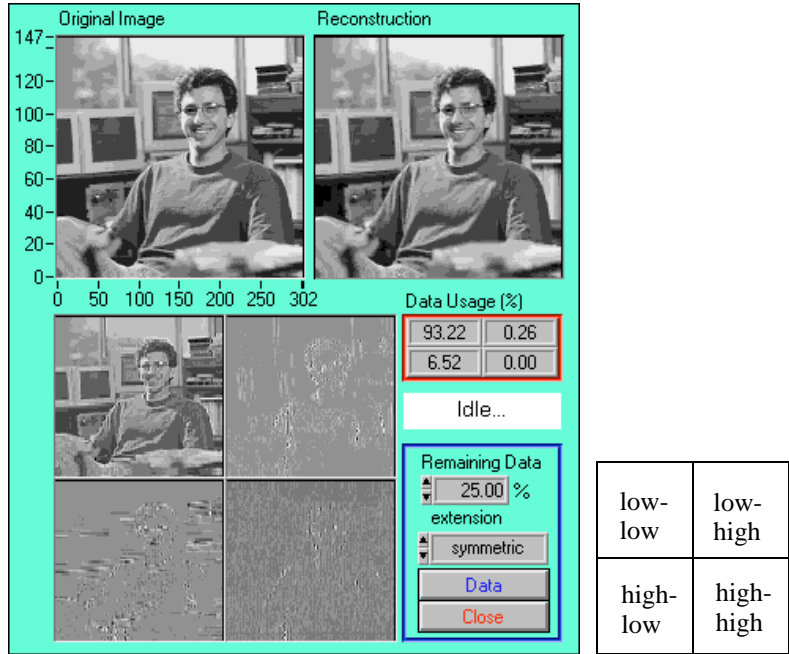 Original Image
Reconstruction
147
120
100
80
60
40
20
0
0 50 100 150 200 250 302
Data Usage (%)
93.22 0.26
6.52 0.00
Idle...
Remaining Data
25.00 %
extension
symmetric
Data
Close
low- low-
low high
high- high-
low high